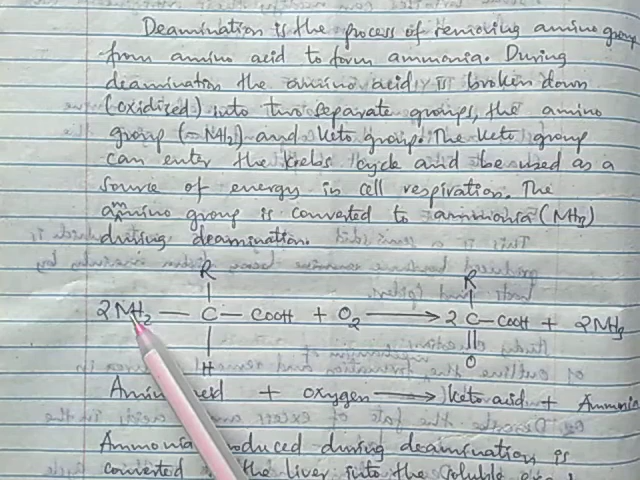 Deamination is the process of removing amino group
from amino acid to form ammonia. During
deamination the amino acid is broken down
(oxidized) into two separate groups, the amino
group (-NH2) and keto group. The keto group
can enter the krebs cycle and be used as a
source of energy in cell respiration. The
amino group is converted to ammonia (NH3)
during deamination.
R R
2NH2 — C — COOH + O2 → 2 C — COOH + 2NH3
H O
Amino acid + oxygen → keto acid + Ammonia
Ammonia produced during deamination is
converted the liver into the soluble